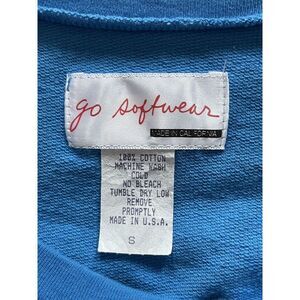 go softwear
MADE IN CALIFORNIA
100% COTTON
MACHINE WASH
COLD
NO BLEACH
TUMBLE DRY LOW
REMOVE
PROMPTLY
MADE IN U.S.A.
S